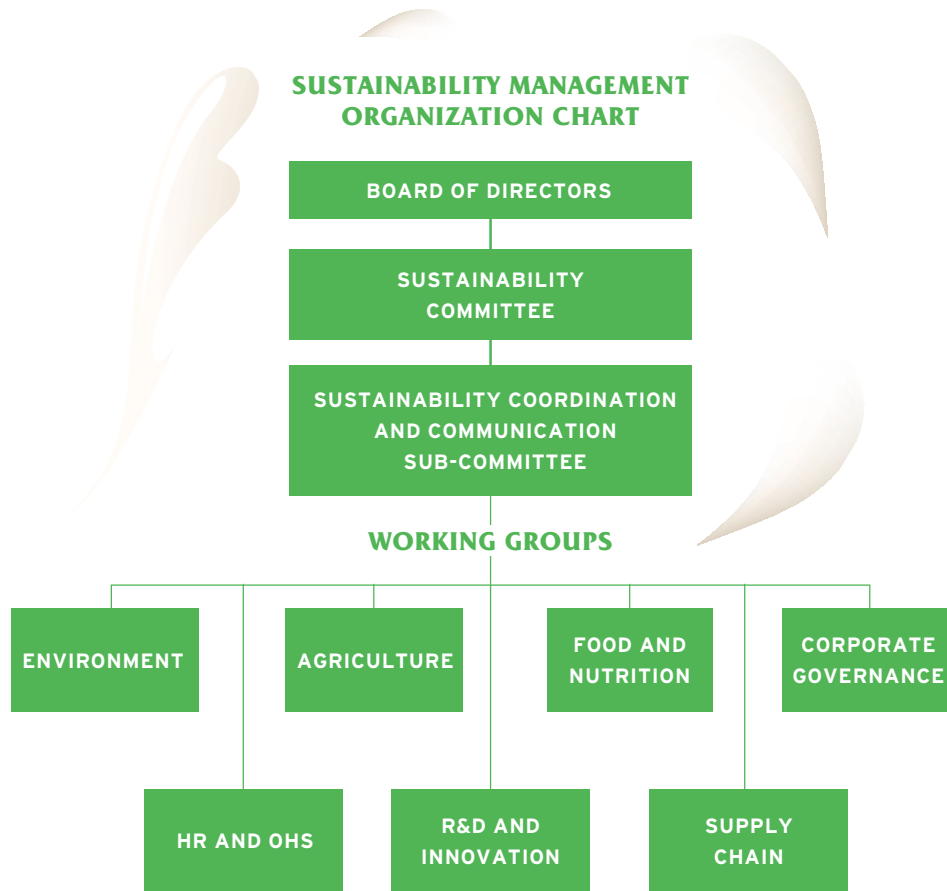 SUSTAINABILITY MANAGEMENT
ORGANIZATION CHART
BOARD OF DIRECTORS
SUSTAINABILITY
COMMITTEE
SUSTAINABILITY COORDINATION
AND COMMUNICATION
SUB-COMMITTEE
WORKING GROUPS
ENVIRONMENT
AGRICULTURE
FOOD AND
NUTRITION
CORPORATE
GOVERNANCE
HR AND OHS
R&D AND
INNOVATION
SUPPLY
CHAIN